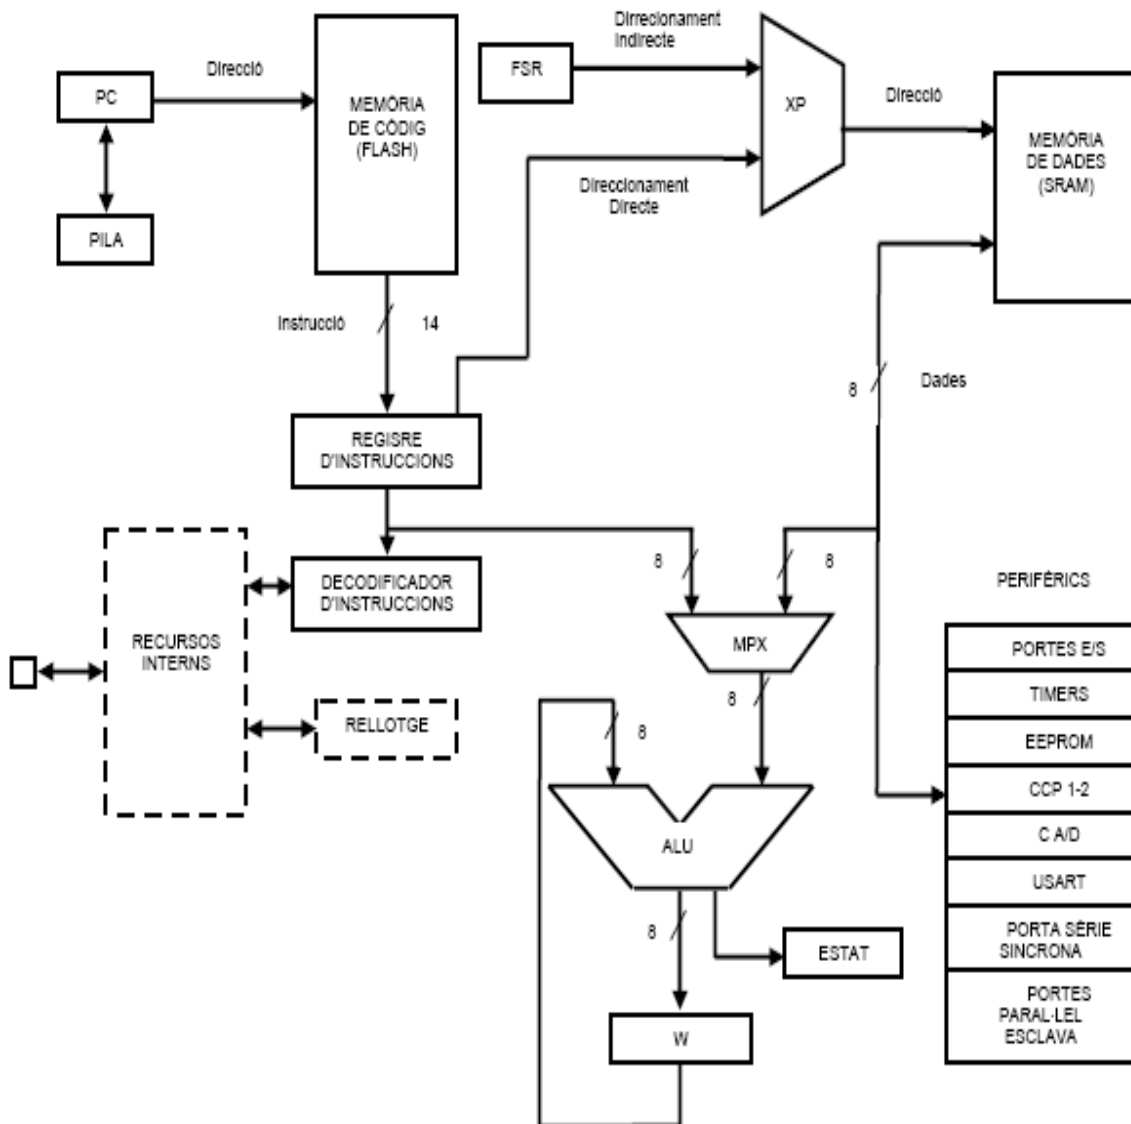 Dirrecionament
Indirecte
Direcció
PC
MEMÒRIA
DE CÒDIG
(FLASH)
FSR
XP
Direcció
MEMÒRIA
DE DADES
(SRAM)
Direccionament
Directe
PILA
Instrucció
14
8
Dades
REGISRE
D'INSTRUCCIONS
8
8
DECODIFICADOR
D'INSTRUCCIONS
PERIFÉRICS
RECURSOS
INTERNS
MPX
PORTES E/S
8
TIMERS
RELLOTGE
8
EEPROM
CCP 1-2
ALU
C A/D
USART
8
ESTAT
PORTA SÉRIE
SINCRONA
PORTES
PARAL·LEL
ESCLAVA
W